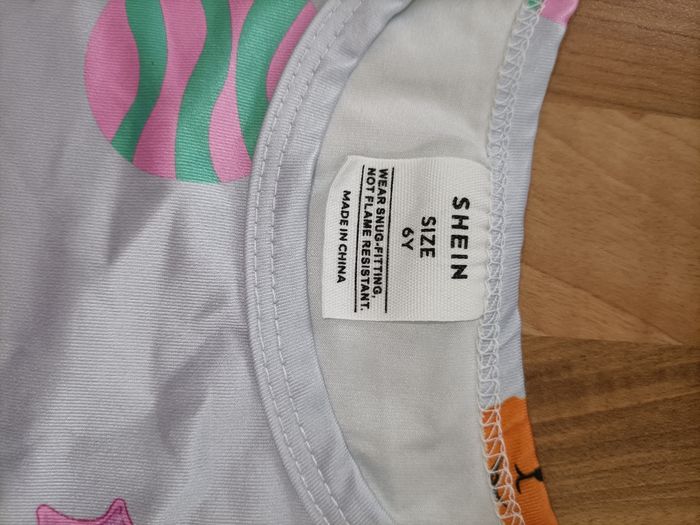 SHEIN
SIZE
6Y
WEAR SNUG-FITTING,
NOT FLAME RESISTANT.
MADE IN CHINA